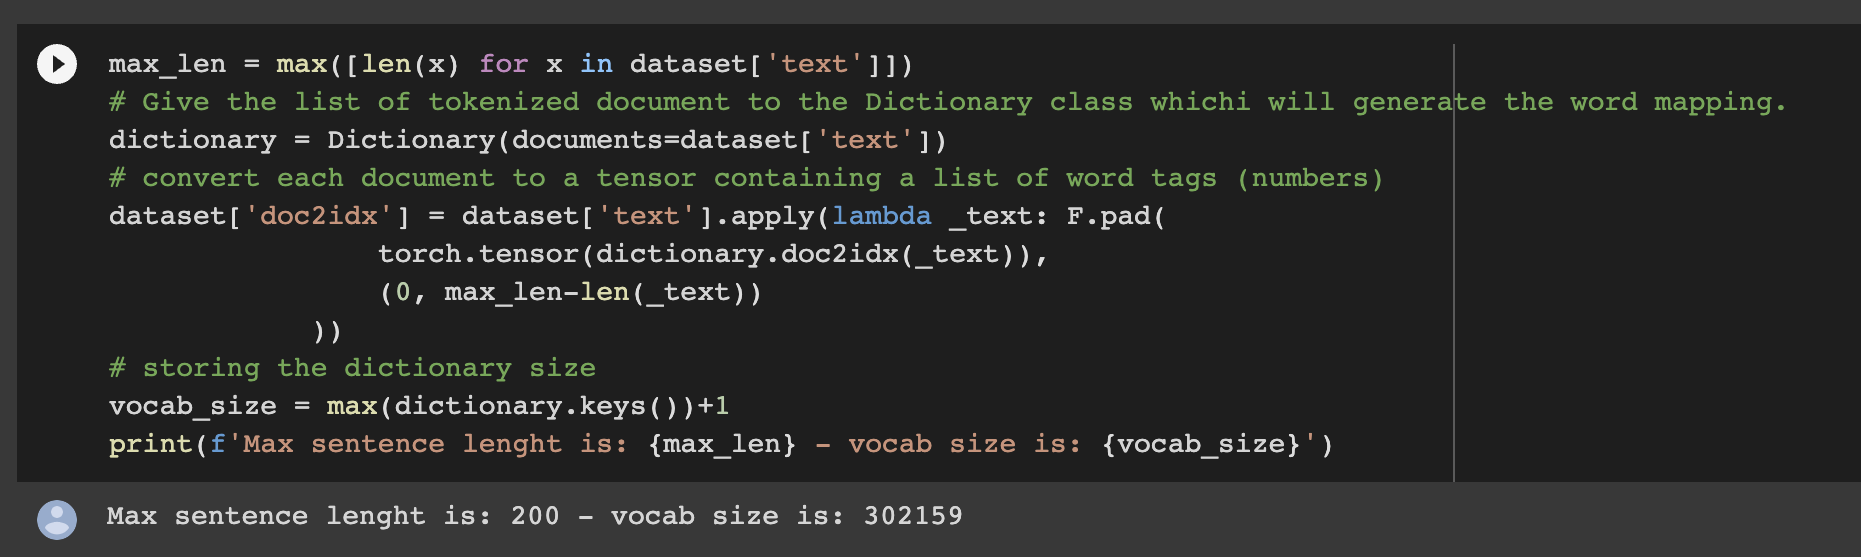 max_len = max([len(x) for x in dataset['text']])
# Give the list of tokenized document to the Dictionary class whichi will generate the word mapping.
dictionary = Dictionary(documents=dataset['text'])
# convert each document to a tensor containing a list of word tags (numbers)
dataset['doc2idx'] = dataset['text'].apply(lambda _text: F.pad(
                torch.tensor(dictionary.doc2idx(_text)),
                (0, max_len-len(_text))
            ))
# storing the dictionary size
vocab_size = max(dictionary.keys())+1
print(f'Max sentence lenght is: {max_len} - vocab size is: {vocab_size}')
Max sentence lenght is: 200 - vocab size is: 302159